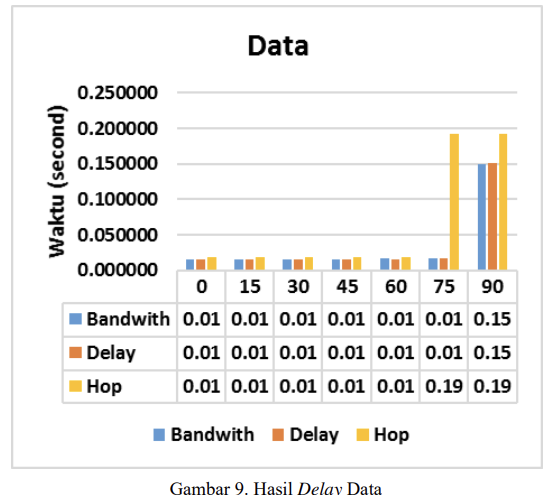 Data
Waktu (second)
0.250000
0.200000
0.150000
0.100000
0.050000
0.000000
0 15 30 45 60 75 90
Bandwith 0.01 0.01 0.01 0.01 0.01 0.01 0.15
Delay 0.01 0.01 0.01 0.01 0.01 0.01 0.15
Hop 0.01 0.01 0.01 0.01 0.01 0.19 0.19
Bandwith Delay Hop
Gambar 9. Hasil Delay Data